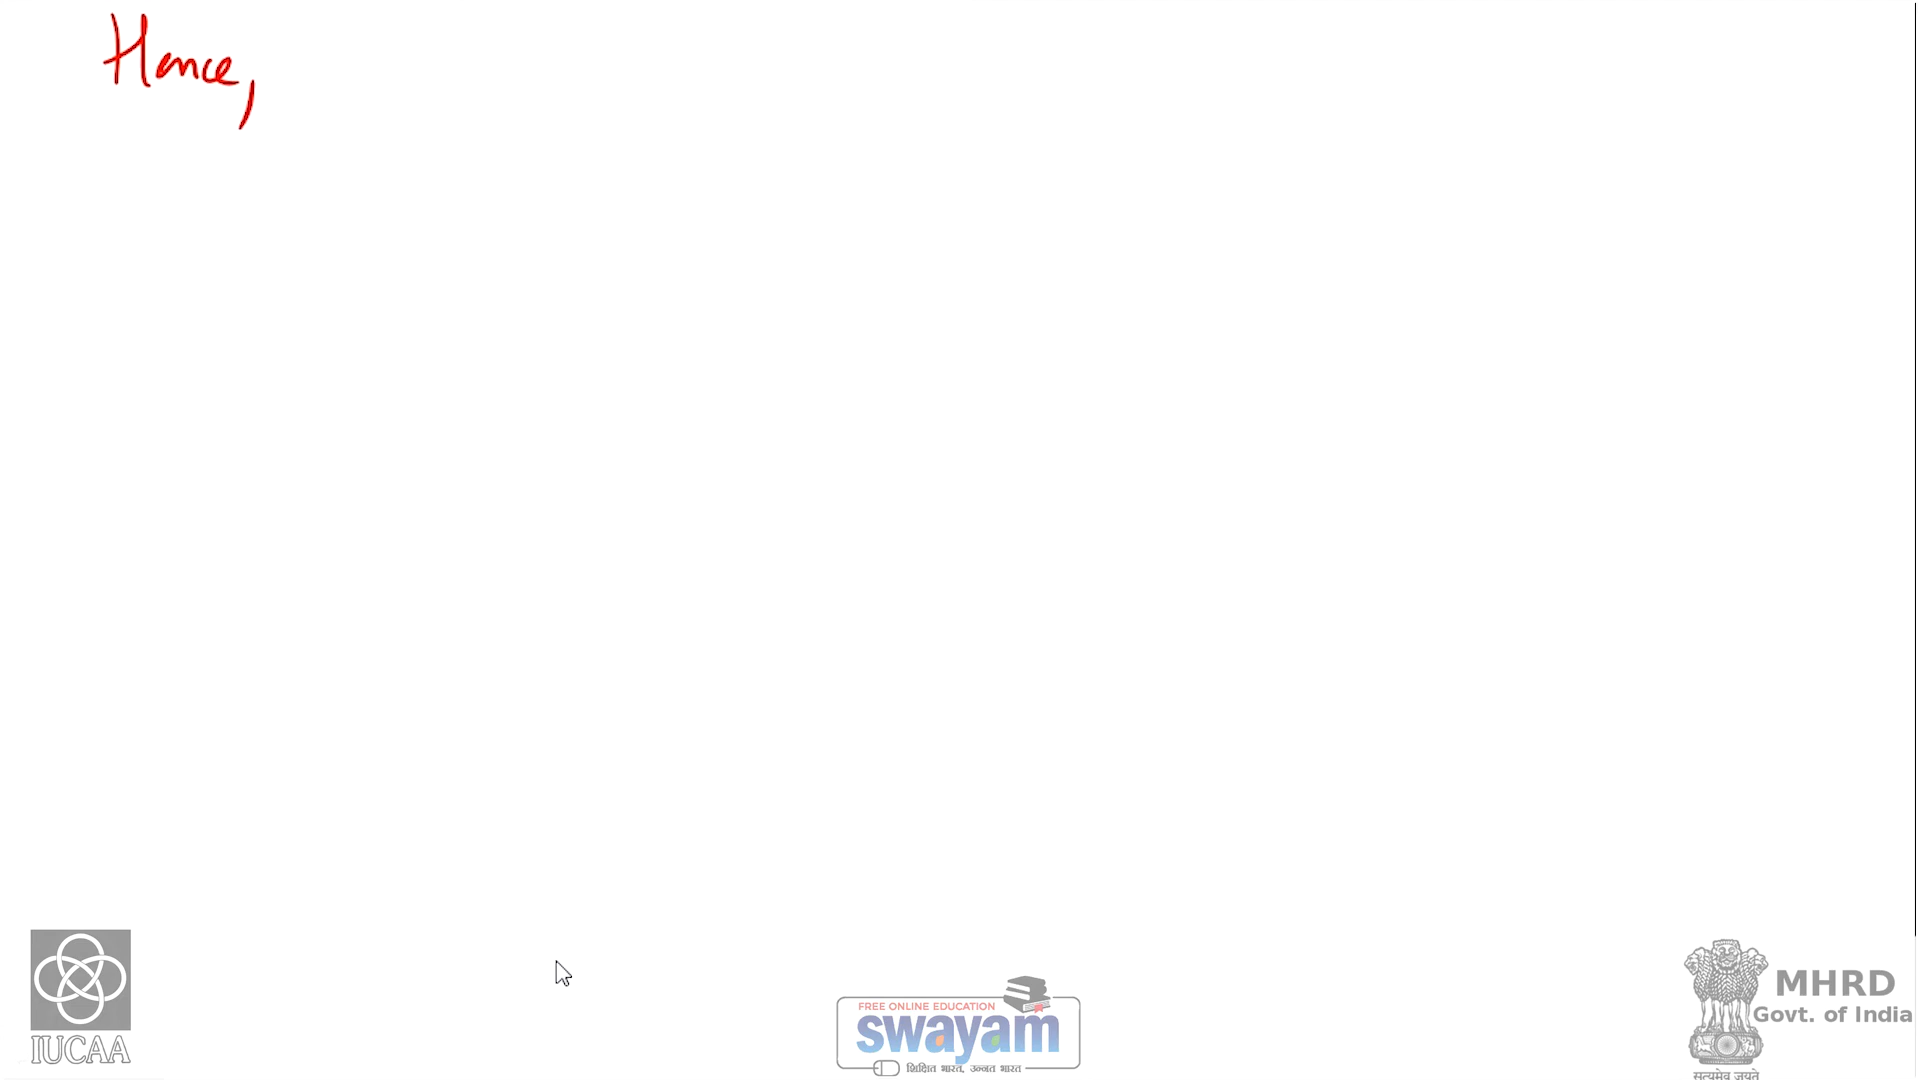 Hence,
IUCAA
FREE ONLINE EDUCATION
swayam
शिक्षित भारत, उन्नत भारत
MHRD
Govt. of India
सत्यमेव जयते